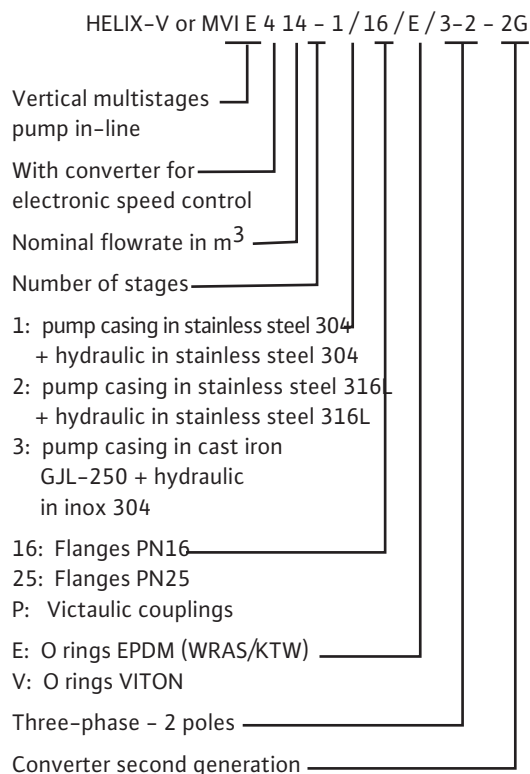 HELIX-V or MVI E 4 14 - 1 / 16 / E / 3-2 - 2G
Vertical multistages
pump in-line
With converter for
electronic speed control
Nominal flowrate in m³
Number of stages
1: pump casing in stainless steel 304
+ hydraulic in stainless steel 304
2: pump casing in stainless steel 316L
+ hydraulic in stainless steel 316L
3: pump casing in cast iron
GJL-250 + hydraulic
in inox 304
16: Flanges PN16
25: Flanges PN25
P: Victaulic couplings
E: O rings EPDM (WRAS/KTW)
V: O rings VITON
Three-phase - 2 poles
Converter second generation